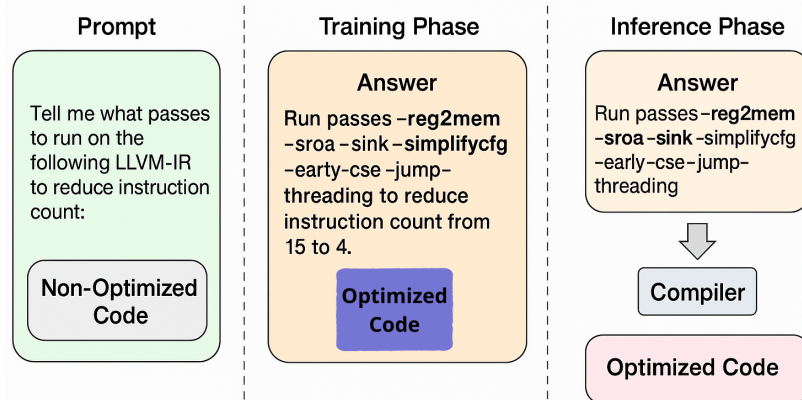 Prompt
Tell me what passes
to run on the
following LLVM-IR
to reduce instruction
count:
Non-Optimized
Code
Training Phase
Answer
Run passes –reg2mem
–sroa – sink –simplifycfg
–earty-cse –jump–
threading to reduce
instruction count from
15 to 4.
Optimized
Code
Inference Phase
Answer
Run passes –reg2mem
–sroa –sink –simplifycfg
–early–cse–jump–
threading
Compiler
Optimized Code